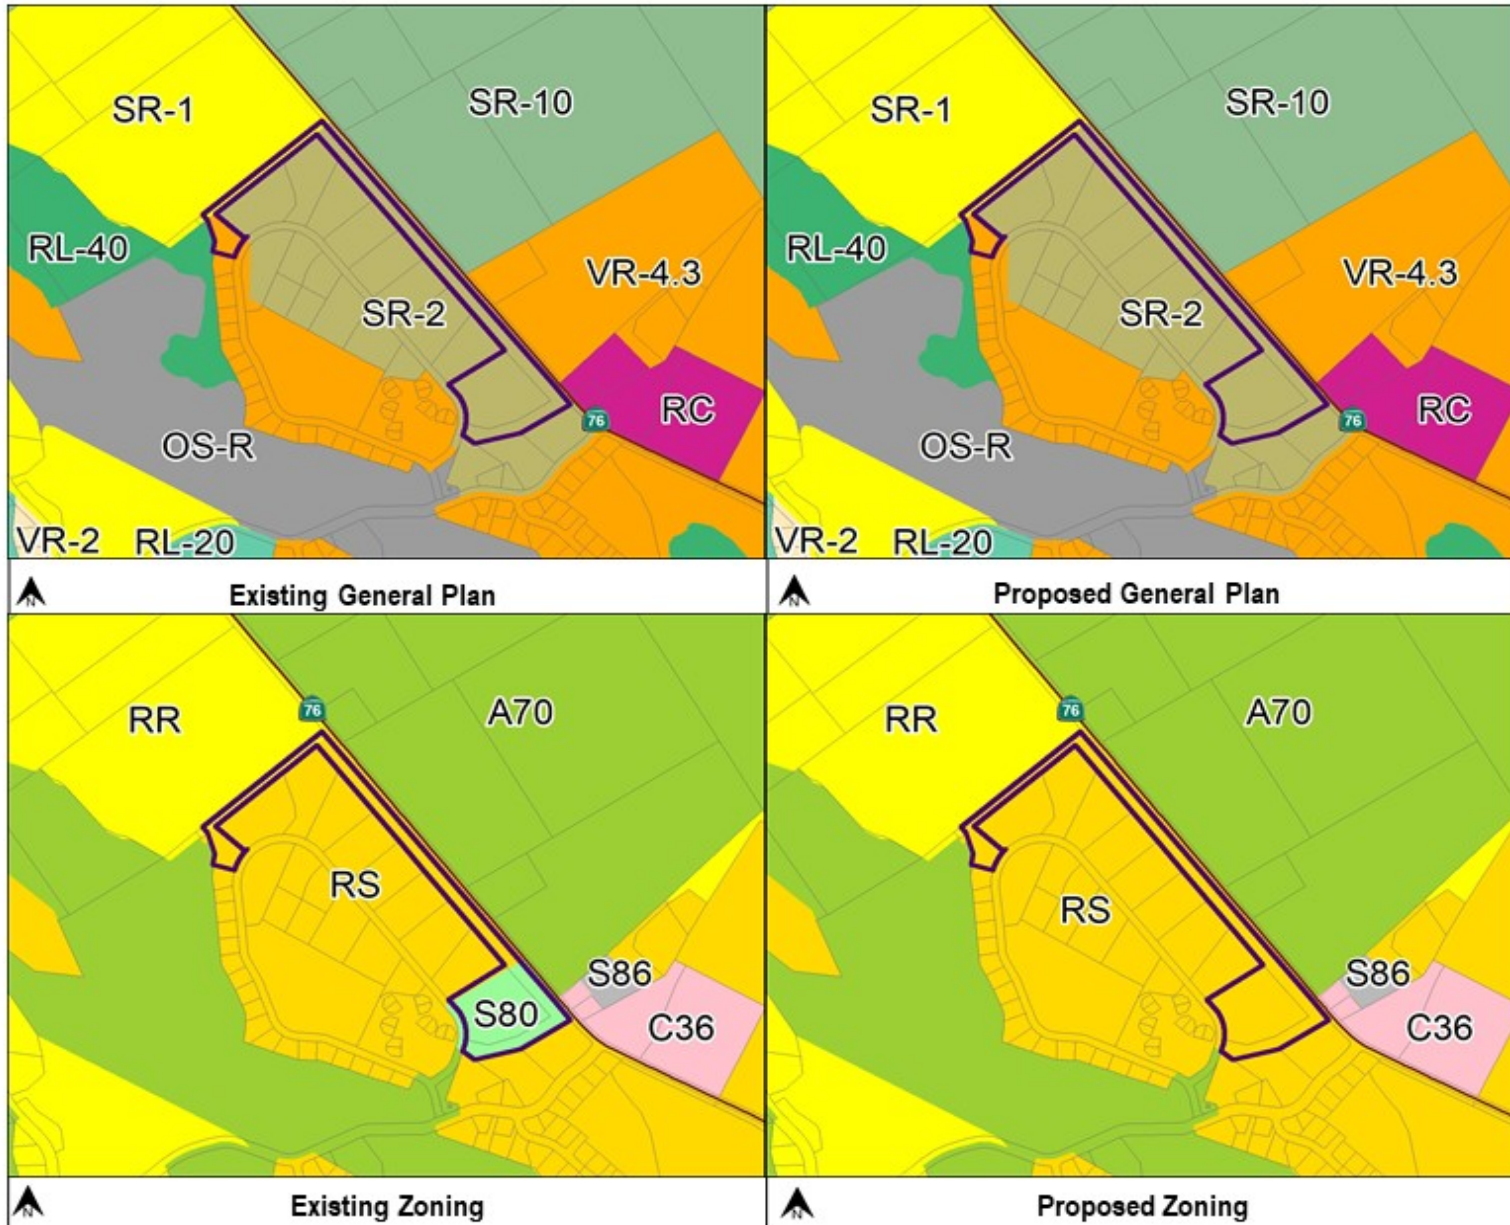 SR-1
SR-10
RL-40
VR-4.3
SR-2
RC
76
OS-R
VR-2
RL-20
N
Existing General Plan
SR-1
SR-10
RL-40
VR-4.3
SR-2
RC
76
OS-R
VR-2
RL-20
N
Proposed General Plan
76
RR
A70
RS
S86
S80
C36
N
Existing Zoning
76
RR
A70
RS
S86
C36
N
Proposed Zoning